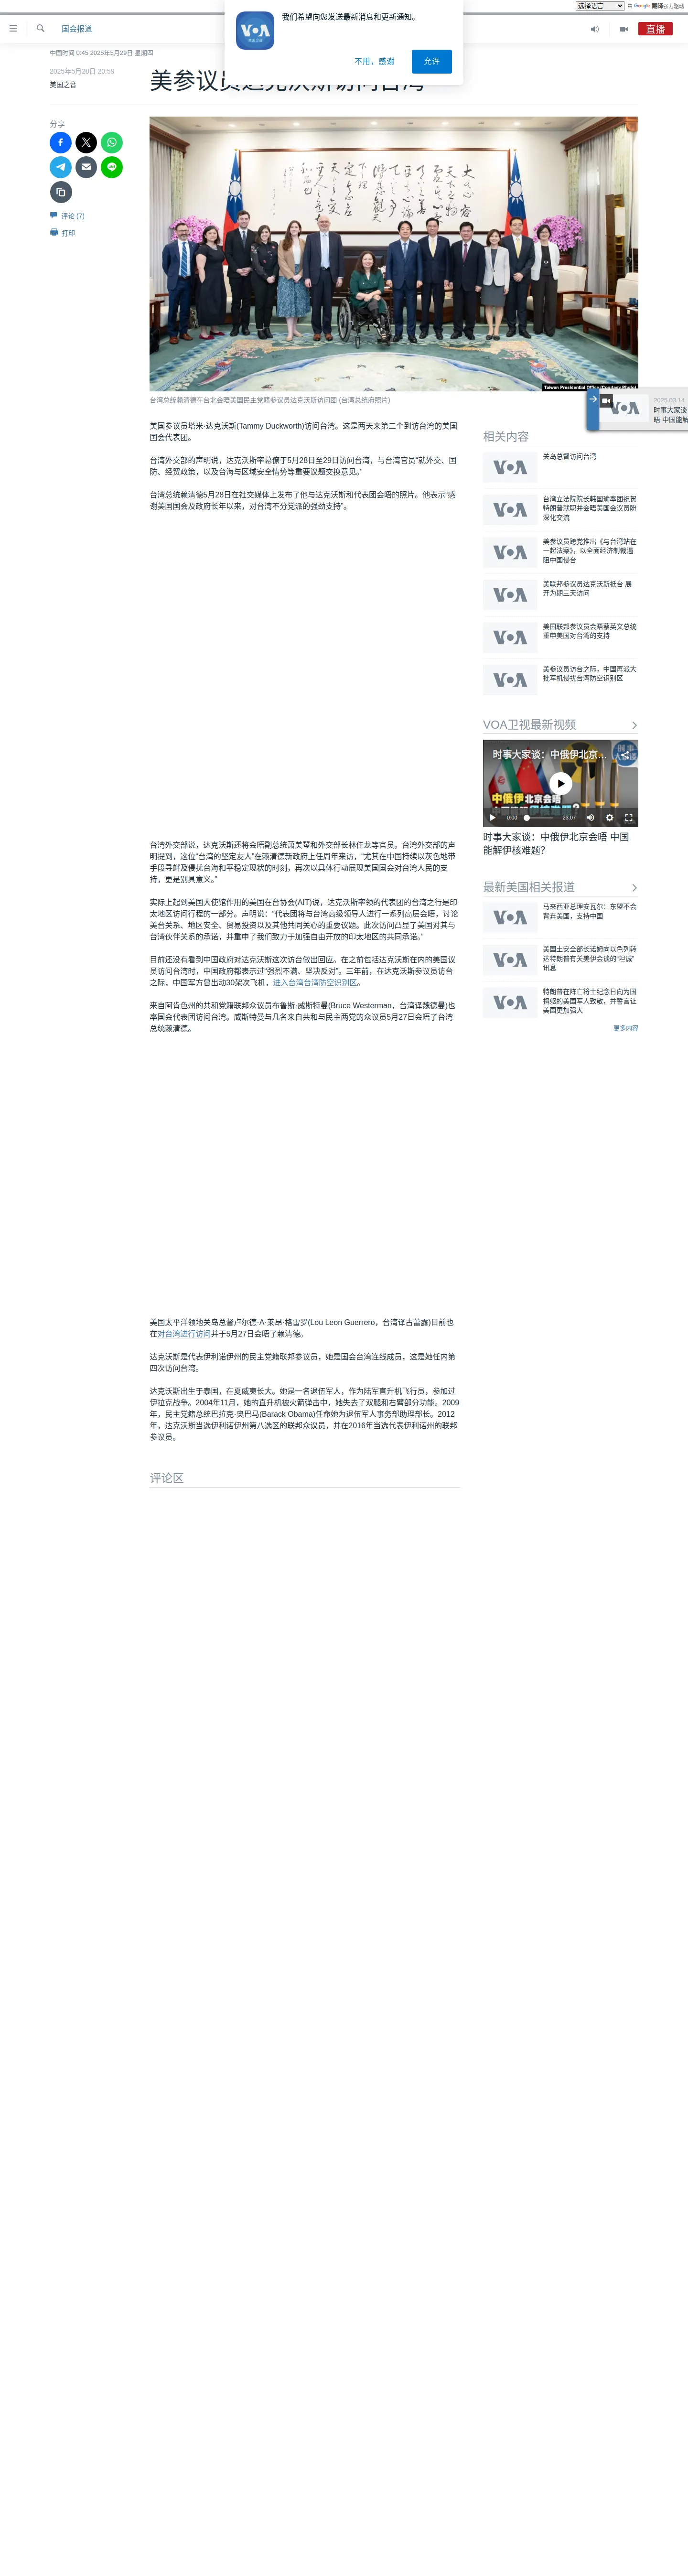 选择语言
由 Google 翻译强力驱动
我们希望向您发送最新消息和更新通知。
不用，感谢
允许
VOA
国会报道
直播
中国时间 0:45 2025年5月29日 星期四
2025年5月28日 20:59
美国之音
美参议员达克沃斯访问台湾
分享
评论 (7)
打印
Taiwan Presidential Office (Courtesy Photo)
台湾总统赖清德在台北会晤美国民主党籍参议员达克沃斯访问团 (台湾总统府照片)
2025.03.14
时事大家谈
晤 中国能解
美参议员塔米·达克沃斯(Tammy Duckworth)访问台湾。这是两天来第二个到访台湾的美国
国会代表团。
台湾外交部的声明说，达克沃斯率幕僚于5月28日至29日访问台湾，与台湾官员“就外交、国
防、经贸政策，以及台海与区域安全情势等重要议题交换意见。”
台湾总统赖清德5月28日在社交媒体上发布了他与达克沃斯和代表团会晤的照片。他表示“感
谢美国国会及政府长年以来，对台湾不分党派的强劲支持”。
台湾外交部说，达克沃斯还将会晤副总统萧美琴和外交部长林佳龙等官员。台湾外交部的声
明提到，这位“台湾的坚定友人”在赖清德新政府上任周年来访，“尤其在中国持续以灰色地带
手段寻衅及侵扰台海和平稳定现状的时刻，再次以具体行动展现美国国会对台湾人民的支
持，更是别具意义。”
实际上起到美国大使馆作用的美国在台协会(AIT)说，达克沃斯率领的代表团的台湾之行是印
太地区访问行程的一部分。声明说：“代表团将与台湾高级领导人进行一系列高层会晤，讨论
美台关系、地区安全、贸易投资以及其他共同关心的重要议题。此次访问凸显了美国对其与
台湾伙伴关系的承诺，并重申了我们致力于加强自由开放的印太地区的共同承诺。”
目前还没有看到中国政府对达克沃斯这次访台做出回应。在之前包括达克沃斯在内的美国议
员访问台湾时，中国政府都表示过“强烈不满、坚决反对”。三年前，在达克沃斯参议员访台
之际，中国军方曾出动30架次飞机，进入台湾台湾防空识别区。
来自阿肯色州的共和党籍联邦众议员布鲁斯·威斯特曼(Bruce Westerman，台湾译魏德曼)也
率国会代表团访问台湾。威斯特曼与几名来自共和与民主两党的众议员5月27日会晤了台湾
总统赖清德。
美国太平洋领地关岛总督卢尔德·A·莱昂·格雷罗(Lou Leon Guerrero，台湾译古蕾露)目前也
在对台湾进行访问并于5月27日会晤了赖清德。
达克沃斯是代表伊利诺伊州的民主党籍联邦参议员，她是国会台湾连线成员，这是她任内第
四次访问台湾。
达克沃斯出生于泰国，在夏威夷长大。她是一名退伍军人，作为陆军直升机飞行员，参加过
伊拉克战争。2004年11月，她的直升机被火箭弹击中，她失去了双腿和右臂部分功能。2009
年，民主党籍总统巴拉克·奥巴马(Barack Obama)任命她为退伍军人事务部助理部长。2012
年，达克沃斯当选伊利诺伊州第八选区的联邦众议员，并在2016年当选代表伊利诺州的联邦
参议员。
评论区
相关内容
关岛总督访问台湾
台湾立法院院长韩国瑜率团祝贺
特朗普就职并会晤美国会议员盼
深化交流
美参议员跨党推出《与台湾站在
一起法案》，以全面经济制裁遏
阻中国侵台
美联邦参议员达克沃斯抵台 展
开为期三天访问
美国联邦参议员会晤蔡英文总统
重申美国对台湾的支持
美参议员访台之际，中国再派大
批军机侵扰台湾防空识别区
VOA卫视最新视频
时事大家谈：中俄伊北京...
中俄伊北京会晤
0:00
23:07
时事大家谈：中俄伊北京会晤 中国
能解伊核难题？
最新美国相关报道
马来西亚总理安瓦尔：东盟不会
背弃美国，支持中国
美国土安全部长诺姆向以色列转
达特朗普有关美伊会谈的“坦诚”
讯息
特朗普在阵亡将士纪念日向为国
捐躯的美国军人致敬，并誓言让
美国更加强大
更多内容